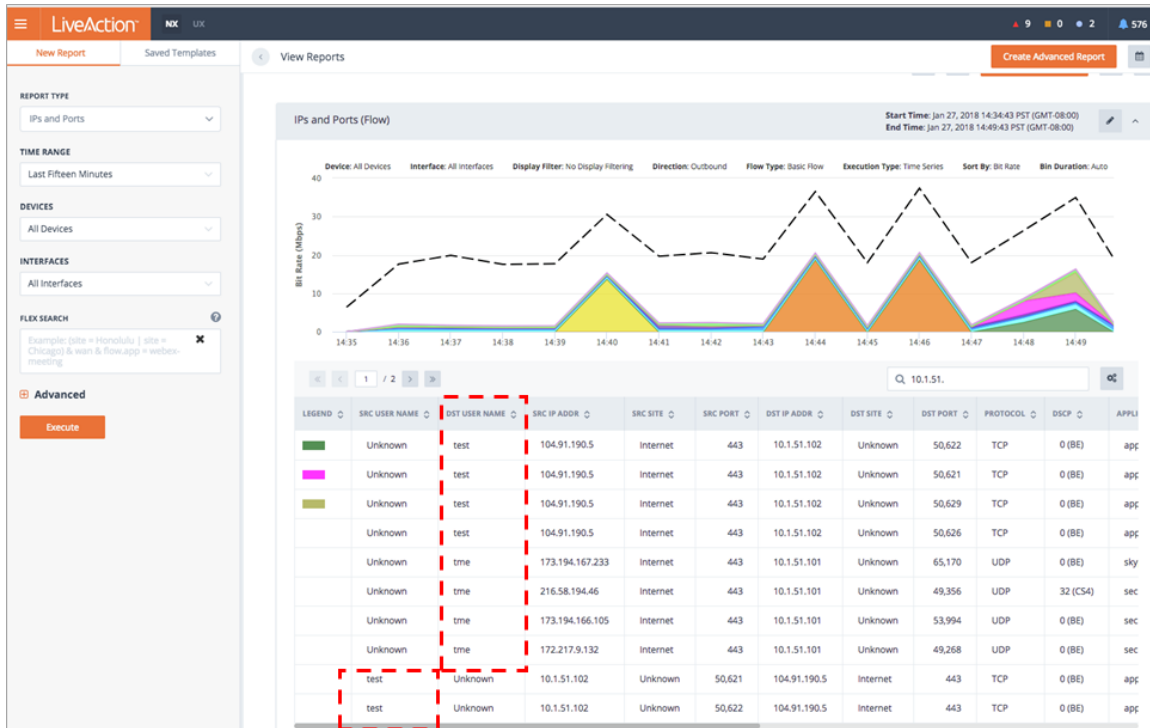 LiveAction NX UX 9 0 2 576
New Report Saved Templates View Reports Create Advanced Report
REPORT TYPE
IPs and Ports
TIME RANGE
Last Fifteen Minutes
DEVICES
All Devices
INTERFACES
All Interfaces
FLEX SEARCH
Example: (site = Honolulu | site =
Chicago) & wan & flow.app = webex-
meeting
Advanced
Execute
IPs and Ports (Flow)
Start Time: Jan 27, 2018 14:34:43 PST (GMT-08:00)
End Time: Jan 27, 2018 14:49:43 PST (GMT-08:00)
Device: All Devices Interface: All Interfaces Display Filter: No Display Filtering Direction: Outbound Flow Type: Basic Flow Execution Type: Time Series Sort By: Bit Rate Bin Duration: Auto
Bit Rate (Mbps)
40
30
20
10
0
14:35 14:36 14:37 14:38 14:39 14:40 14:41 14:42 14:43 14:44 14:45 14:46 14:47 14:48 14:49
1 / 2 10.1.51.
LEGEND SRC USER NAME DST USER NAME SRC IP ADDR SRC SITE SRC PORT DST IP ADDR DST SITE DST PORT PROTOCOL DSCP APPLI
Unknown test 104.91.190.5 Internet 443 10.1.51.102 Unknown 50,622 TCP 0 (BE) app
Unknown test 104.91.190.5 Internet 443 10.1.51.102 Unknown 50,621 TCP 0 (BE) app
Unknown test 104.91.190.5 Internet 443 10.1.51.102 Unknown 50,629 TCP 0 (BE) app
Unknown test 104.91.190.5 Internet 443 10.1.51.102 Unknown 50,626 TCP 0 (BE) app
Unknown tme 173.194.167.233 Internet 443 10.1.51.101 Unknown 65,170 UDP 0 (BE) sky
Unknown tme 216.58.194.46 Internet 443 10.1.51.101 Unknown 49,356 UDP 32 (CS4) sec
Unknown tme 173.194.166.105 Internet 443 10.1.51.101 Unknown 53,994 UDP 0 (BE) sec
Unknown tme 172.217.9.132 Internet 443 10.1.51.101 Unknown 49,268 UDP 0 (BE) sec
test Unknown 10.1.51.102 Unknown 50,621 104.91.190.5 Internet 443 TCP 0 (BE) app
test Unknown 10.1.51.102 Unknown 50,622 104.91.190.5 Internet 443 TCP 0 (BE) app